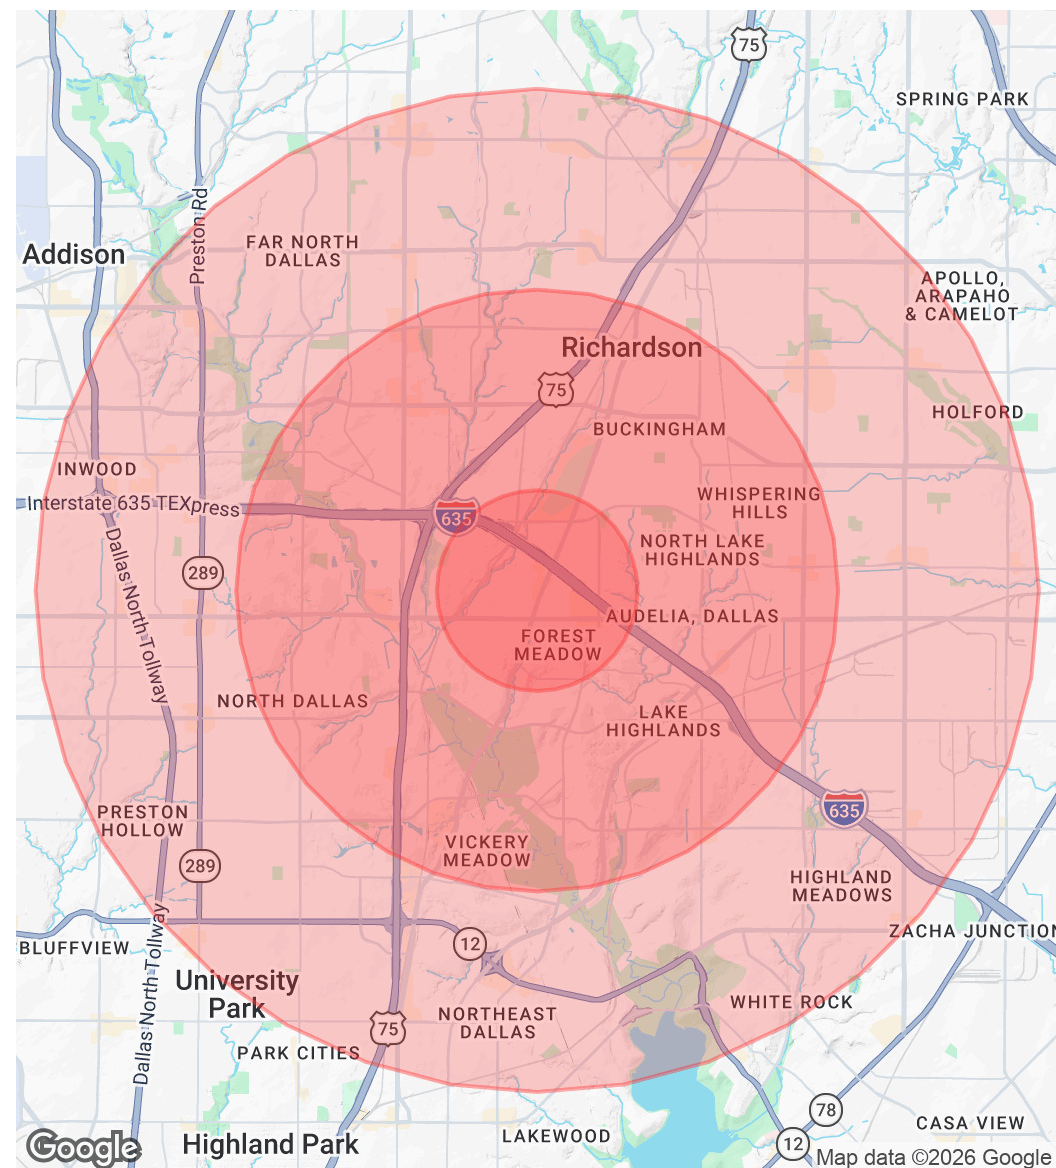 75
SPRING PARK
Preston Rd
Addison
FAR NORTH
DALLAS
APOLLO,
ARAPAHO
& CAMELOT
Richardson
75
HOLFORD
BUCKINGHAM
INWOOD
Interstate 635 TEXpress
WHISPERING
HILLS
635
NORTH LAKE
HIGHLANDS
289
Dallas North Tollway
AUDELIA, DALLAS
FOREST
MEADOW
NORTH DALLAS
LAKE
HIGHLANDS
PRESTON
HOLLOW
635
VICKERY
MEADOW
289
HIGHLAND
MEADOWS
ZACHA JUNCTION
BLUFFVIEW
12
Dallas North Tollway
University
Park
WHITE ROCK
NORTHEAST
DALLAS
75
PARK CITIES
78
CASA VIEW
LAKEWOOD
Highland Park
12
Google
Map data ©2026 Google